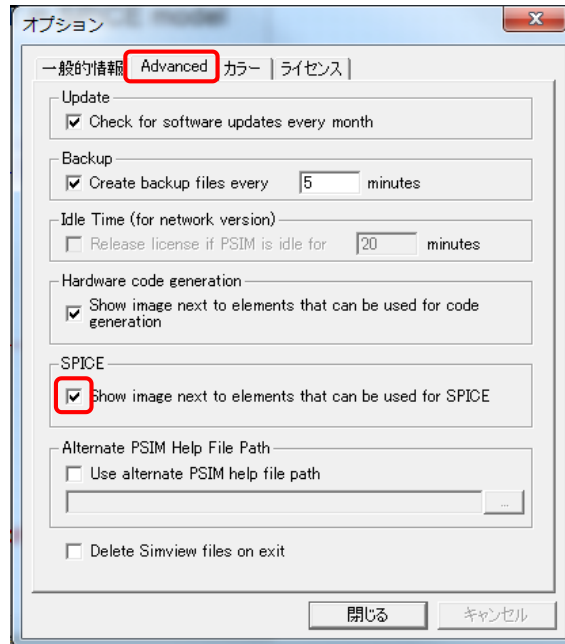 SPICE model
オプション
一般的情報 Advanced カラー ライセンス
Update
Check for software updates every month
Backup
Create backup files every 5 minutes
Idle Time (for network version)
Release license if PSIM is idle for 20 minutes
Hardware code generation
Show image next to elements that can be used for code
generation
SPICE
Show image next to elements that can be used for SPICE
Alternate PSIM Help File Path
Use alternate PSIM help file path
...
Delete Simview files on exit
閉じる キャンセル